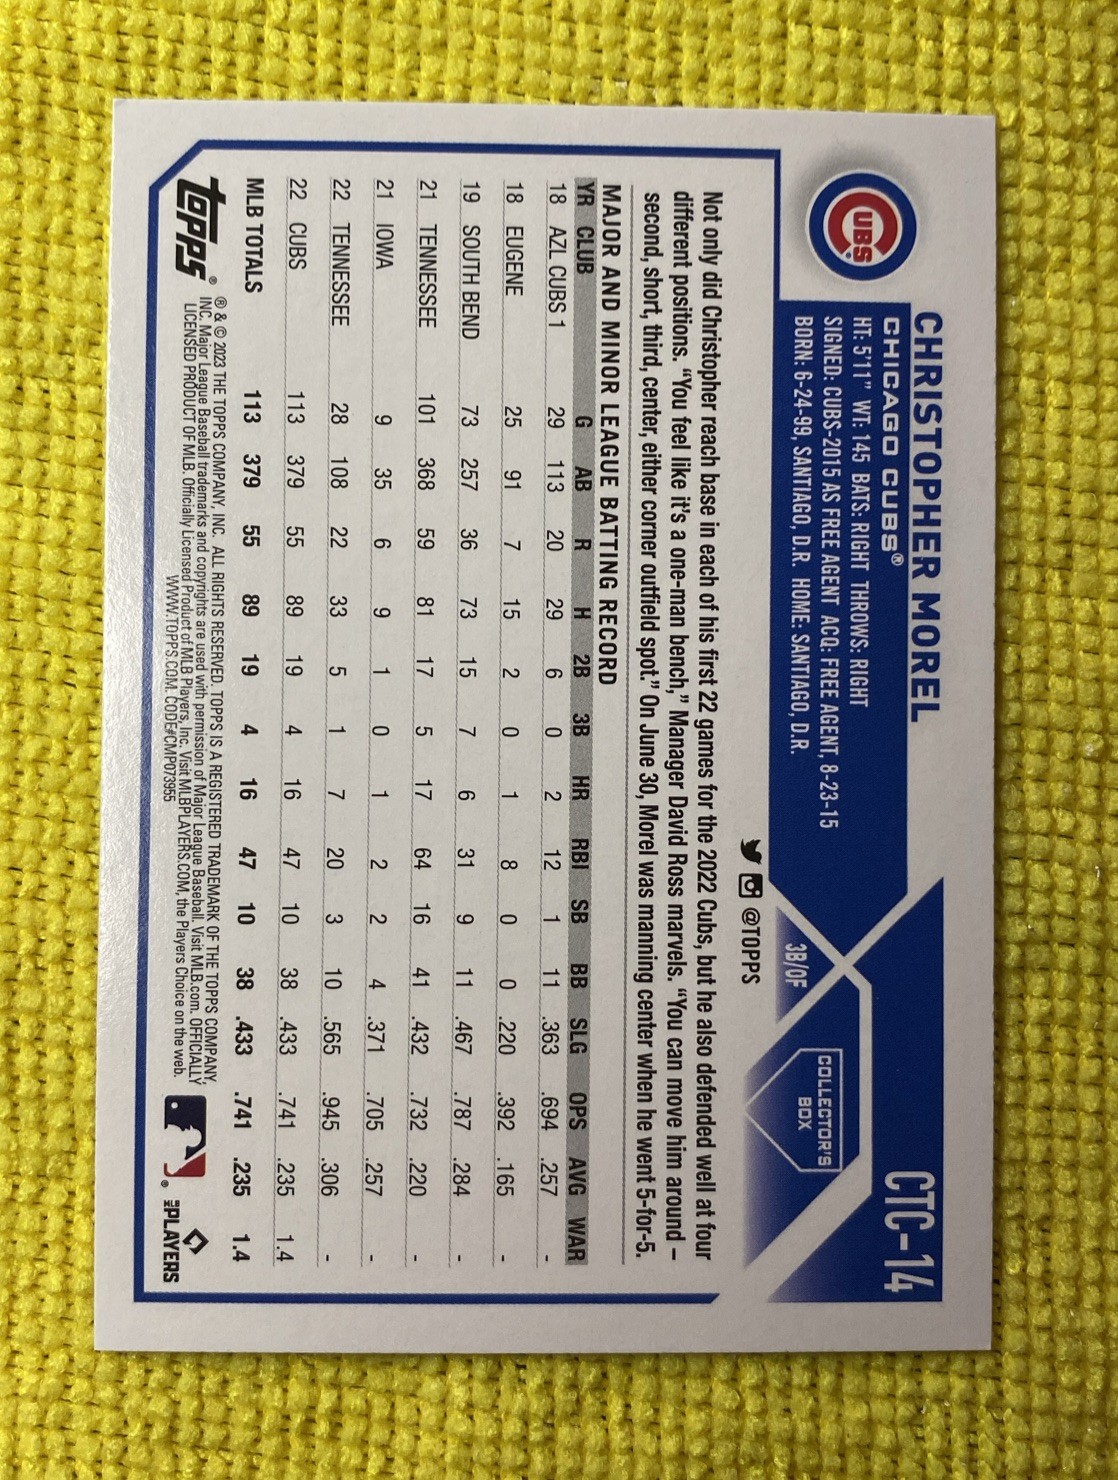 CUBS
CHRISTOPHER MOREL
CTC-14
CHICAGO CUBS®
HT: 5'11" WT: 145 BATS: RIGHT THROWS: RIGHT
SIGNED: CUBS-2015 AS FREE AGENT ACQ: FREE AGENT, 8-23-15
BORN: 6-24-99, SANTIAGO, D.R. HOME: SANTIAGO, D.R.
3B/OF
COLLECTOR'S
BOX
@TOPPS
Not only did Christopher reach base in each of his first 22 games for the 2022 Cubs, but he also defended well at four
different positions. “You feel like it's a one-man bench,” Manager David Ross marvels. “You can move him around –
second, short, third, center, either corner outfield spot.” On June 30, Morel was manning center when he went 5-for-5.
MAJOR AND MINOR LEAGUE BATTING RECORD
YR CLUB G AB R H 2B 3B HR RBI SB BB SLG OPS AVG WAR
18 AZL CUBS 1 29 113 20 29 6 0 2 12 1 11 .363 .694 .257 -
18 EUGENE 25 91 7 15 2 0 1 8 0 0 .220 .392 .165 -
19 SOUTH BEND 73 257 36 73 15 7 6 31 9 11 .467 .787 .284 -
21 TENNESSEE 101 368 59 81 17 5 17 64 16 41 .432 .732 .220 -
21 IOWA 9 35 6 9 1 0 1 2 2 4 .371 .705 .257 -
22 TENNESSEE 28 108 22 33 5 1 7 20 3 10 .565 .945 .306 -
22 CUBS 113 379 55 89 19 4 16 47 10 38 .433 .741 .235 1.4
MLB TOTALS 113 379 55 89 19 4 16 47 10 38 .433 .741 .235 1.4
topps®
® & © 2023 THE TOPPS COMPANY, INC. ALL RIGHTS RESERVED. TOPPS IS A REGISTERED TRADEMARK OF THE TOPPS COMPANY,
INC. Major League Baseball trademarks and copyrights are used with permission of Major League Baseball. Visit MLB.com. OFFICIALLY
LICENSED PRODUCT OF MLB. Officially Licensed Product of MLB Players, Inc. Visit MLBPLAYERS.COM, the Players Choice on the web.
WWW.TOPPS.COM. CODE#CMP073955
MLB PLAYERS